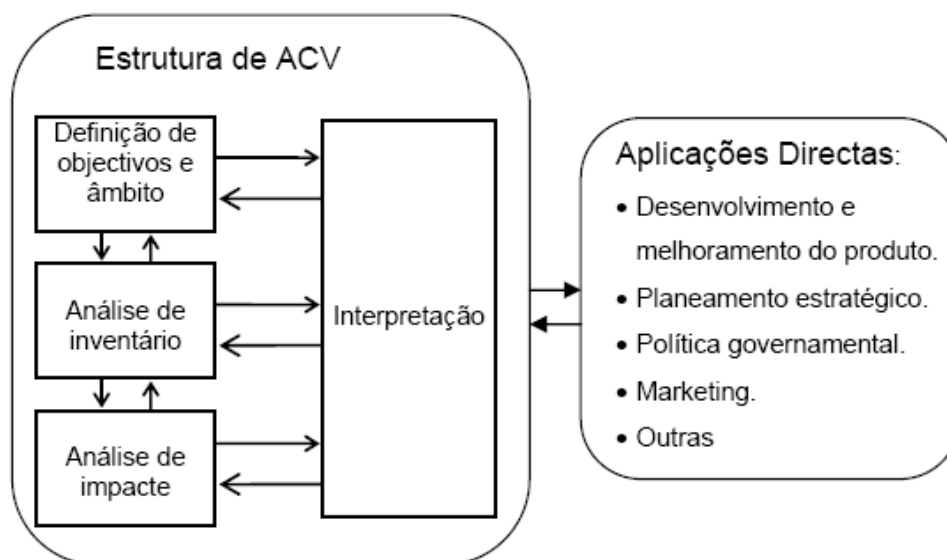 Estrutura de ACV
Definição de
objectivos e
âmbito
Análise de
inventário
Análise de
impacte
Interpretação
Aplicações Directas:
• Desenvolvimento e
melhoramento do produto.
• Planeamento estratégico.
• Política governamental.
• Marketing.
• Outras